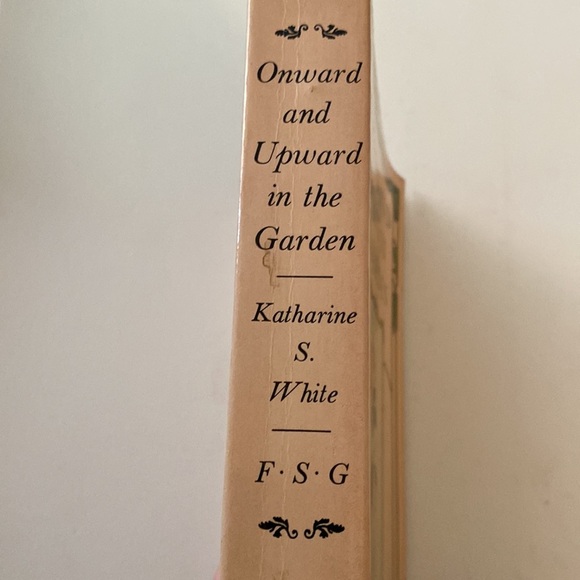 Onward
and
Upward
in the
Garden
Katharine
S.
White
F·S·G